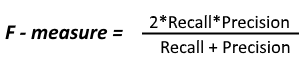 F - measure = 2*Recall*Precision
Recall + Precision